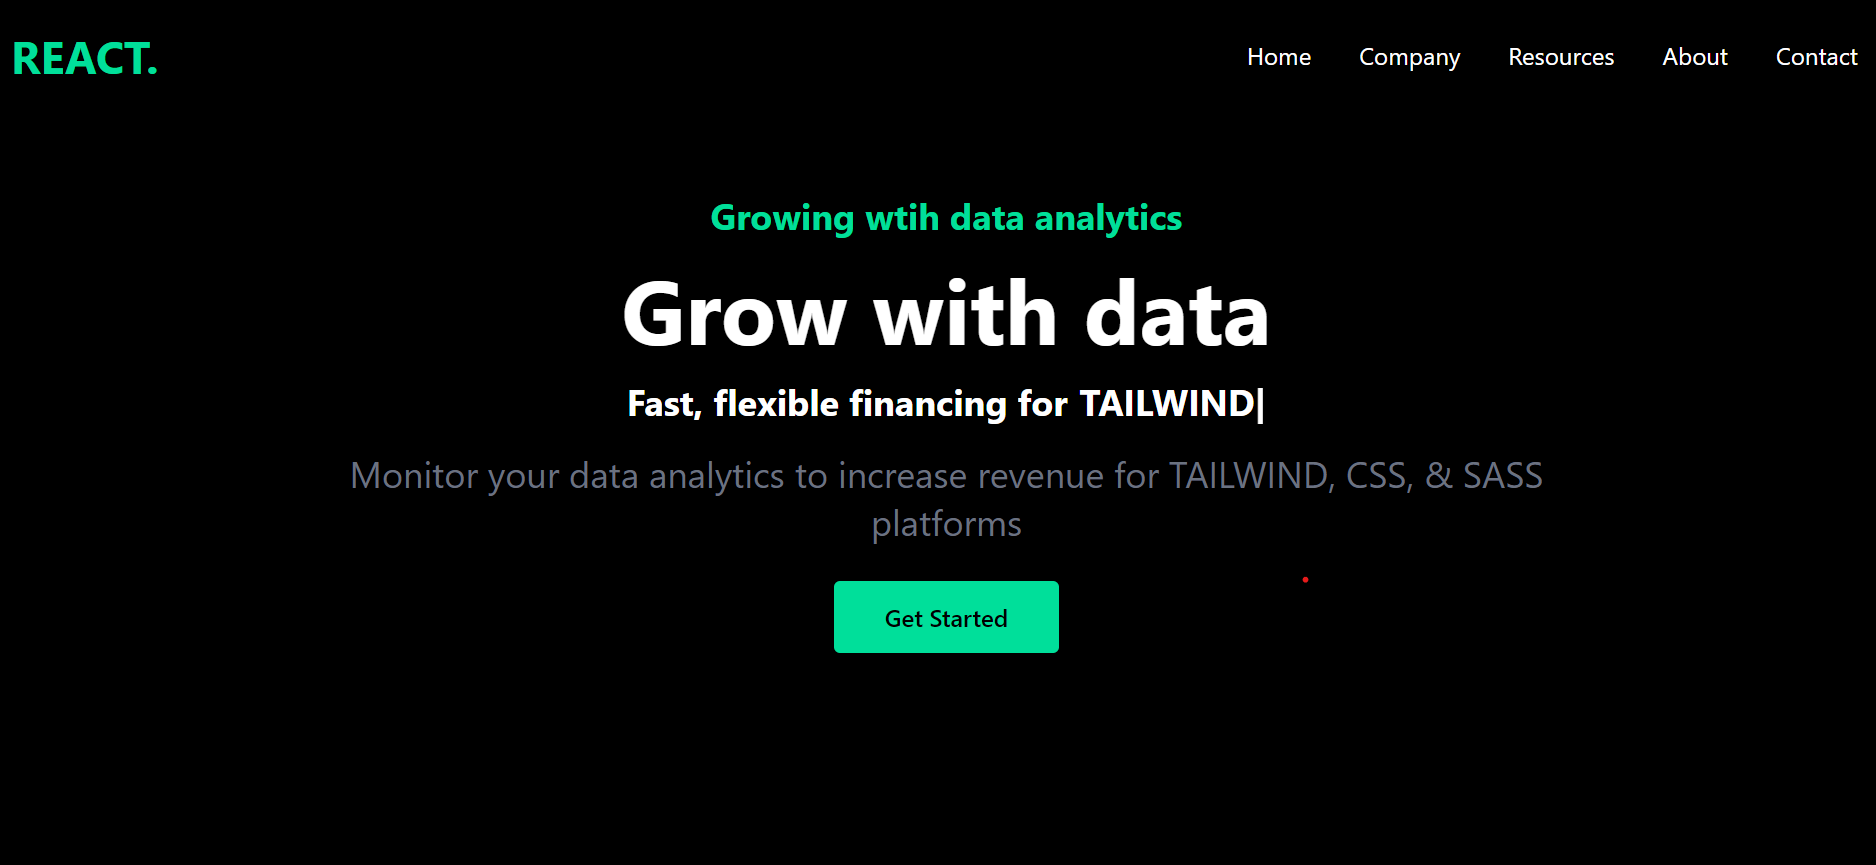 REACT.
Home Company Resources About Contact
Growing wtih data analytics
Grow with data
Fast, flexible financing for TAILWIND|
Monitor your data analytics to increase revenue for TAILWIND, CSS, & SASS
platforms
Get Started